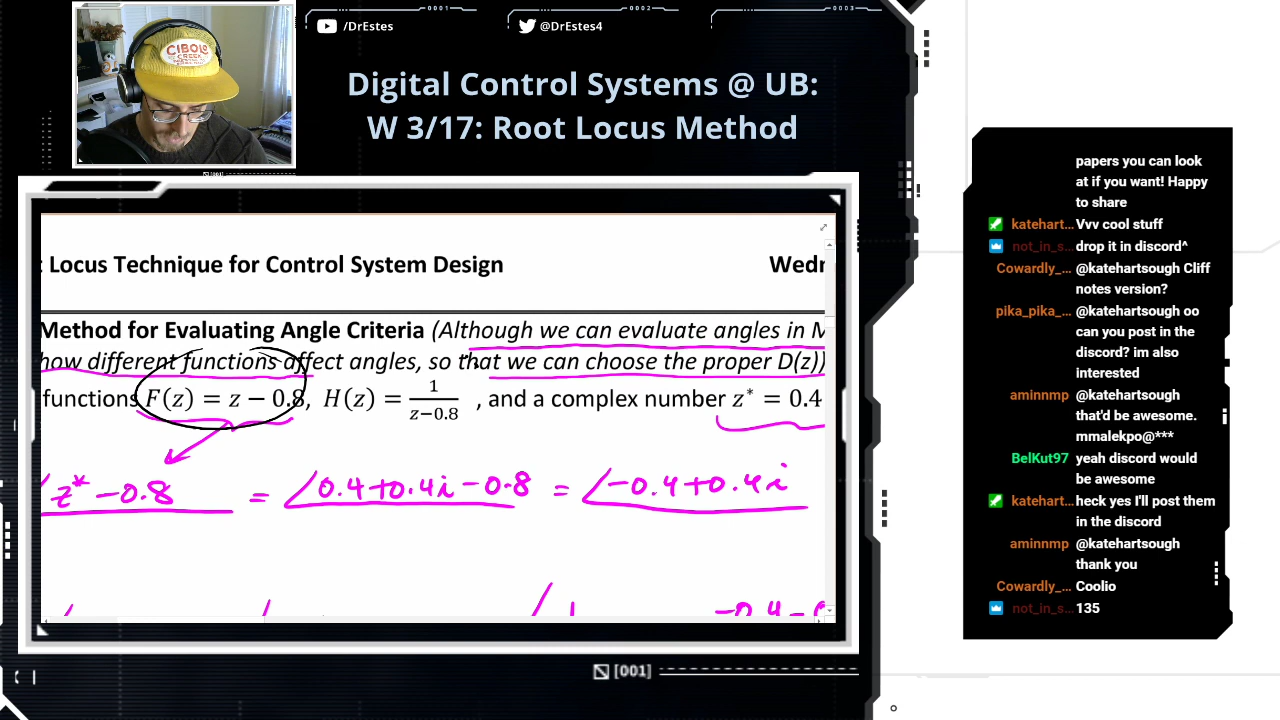 CIBOLO
CREEK
/DrEstes
@DrEstes4
0001
0002
0003
Digital Control Systems @ UB:
W 3/17: Root Locus Method
[001]
: Locus Technique for Control System Design Wedr
Method for Evaluating Angle Criteria (Although we can evaluate angles in M
how different functions affect angles, so that we can choose the proper D(z))
functions F(z) = z − 0.8, H(z) = 1/(z−0.8) , and a complex number z* = 0.4
∠z* -0.8 = ∠0.4+0.4i-0.8 = ∠-0.4+0.4i
[001]
papers you can look
at if you want! Happy
to share
katehart... Vvv cool stuff
not_in_s... drop it in discord^
Cowardly_... @katehartsough Cliff
notes version?
pika_pika_... @katehartsough oo
can you post in the
discord? im also
interested
aminnmp @katehartsough
that'd be awesome.
mmalekpo@***
BelKut97 yeah discord would
be awesome
katehart... heck yes I'll post them
in the discord
aminnmp @katehartsough
thank you
Cowardly_... Coolio
not_in_s... 135